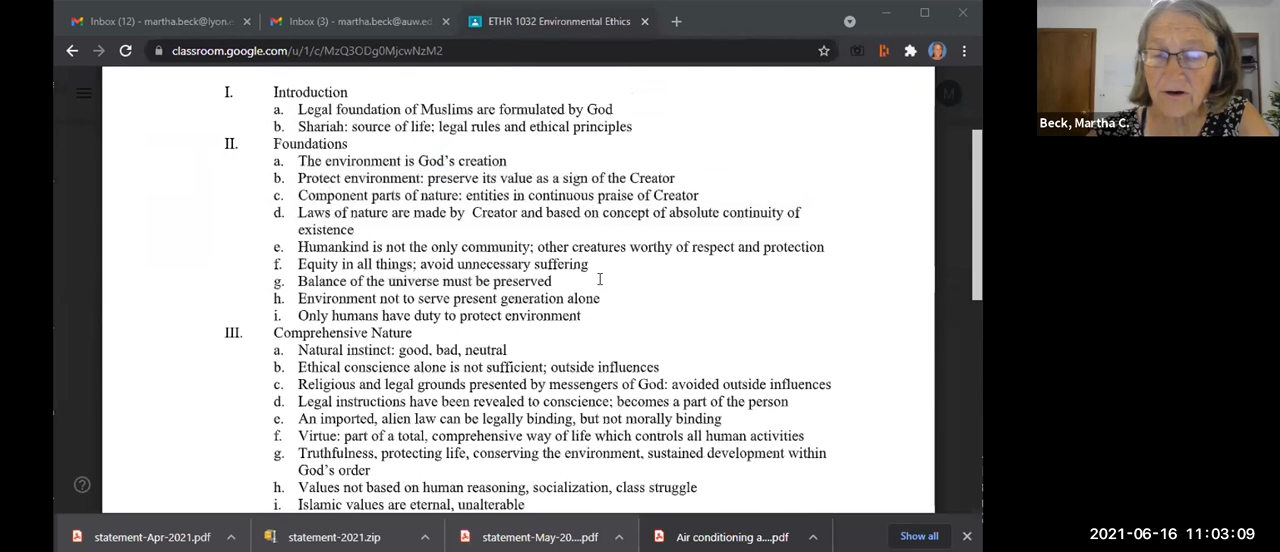 Inbox (12) - martha.beck@lyon.e
Inbox (3) - martha.beck@auw.ed
ETHR 1032 Environmental Ethics
classroom.google.com/u/1/c/MzQ3ODg0MjcwNzM2
I. Introduction
a. Legal foundation of Muslims are formulated by God
b. Shariah: source of life; legal rules and ethical principles
II. Foundations
a. The environment is God's creation
b. Protect environment: preserve its value as a sign of the Creator
c. Component parts of nature: entities in continuous praise of Creator
d. Laws of nature are made by Creator and based on concept of absolute continuity of
existence
e. Humankind is not the only community; other creatures worthy of respect and protection
f. Equity in all things; avoid unnecessary suffering
g. Balance of the universe must be preserved
h. Environment not to serve present generation alone
i. Only humans have duty to protect environment
III. Comprehensive Nature
a. Natural instinct: good, bad, neutral
b. Ethical conscience alone is not sufficient; outside influences
c. Religious and legal grounds presented by messengers of God: avoided outside influences
d. Legal instructions have been revealed to conscience; becomes a part of the person
e. An imported, alien law can be legally binding, but not morally binding
f. Virtue: part of a total, comprehensive way of life which controls all human activities
g. Truthfulness, protecting life, conserving the environment, sustained development within
God's order
h. Values not based on human reasoning, socialization, class struggle
i. Islamic values are eternal, unalterable
statement-Apr-2021.pdf
statement-2021.zip
statement-May-20....pdf
Air conditioning a....pdf
Show all
Beck, Martha C.
M
2021-06-16 11:03:09